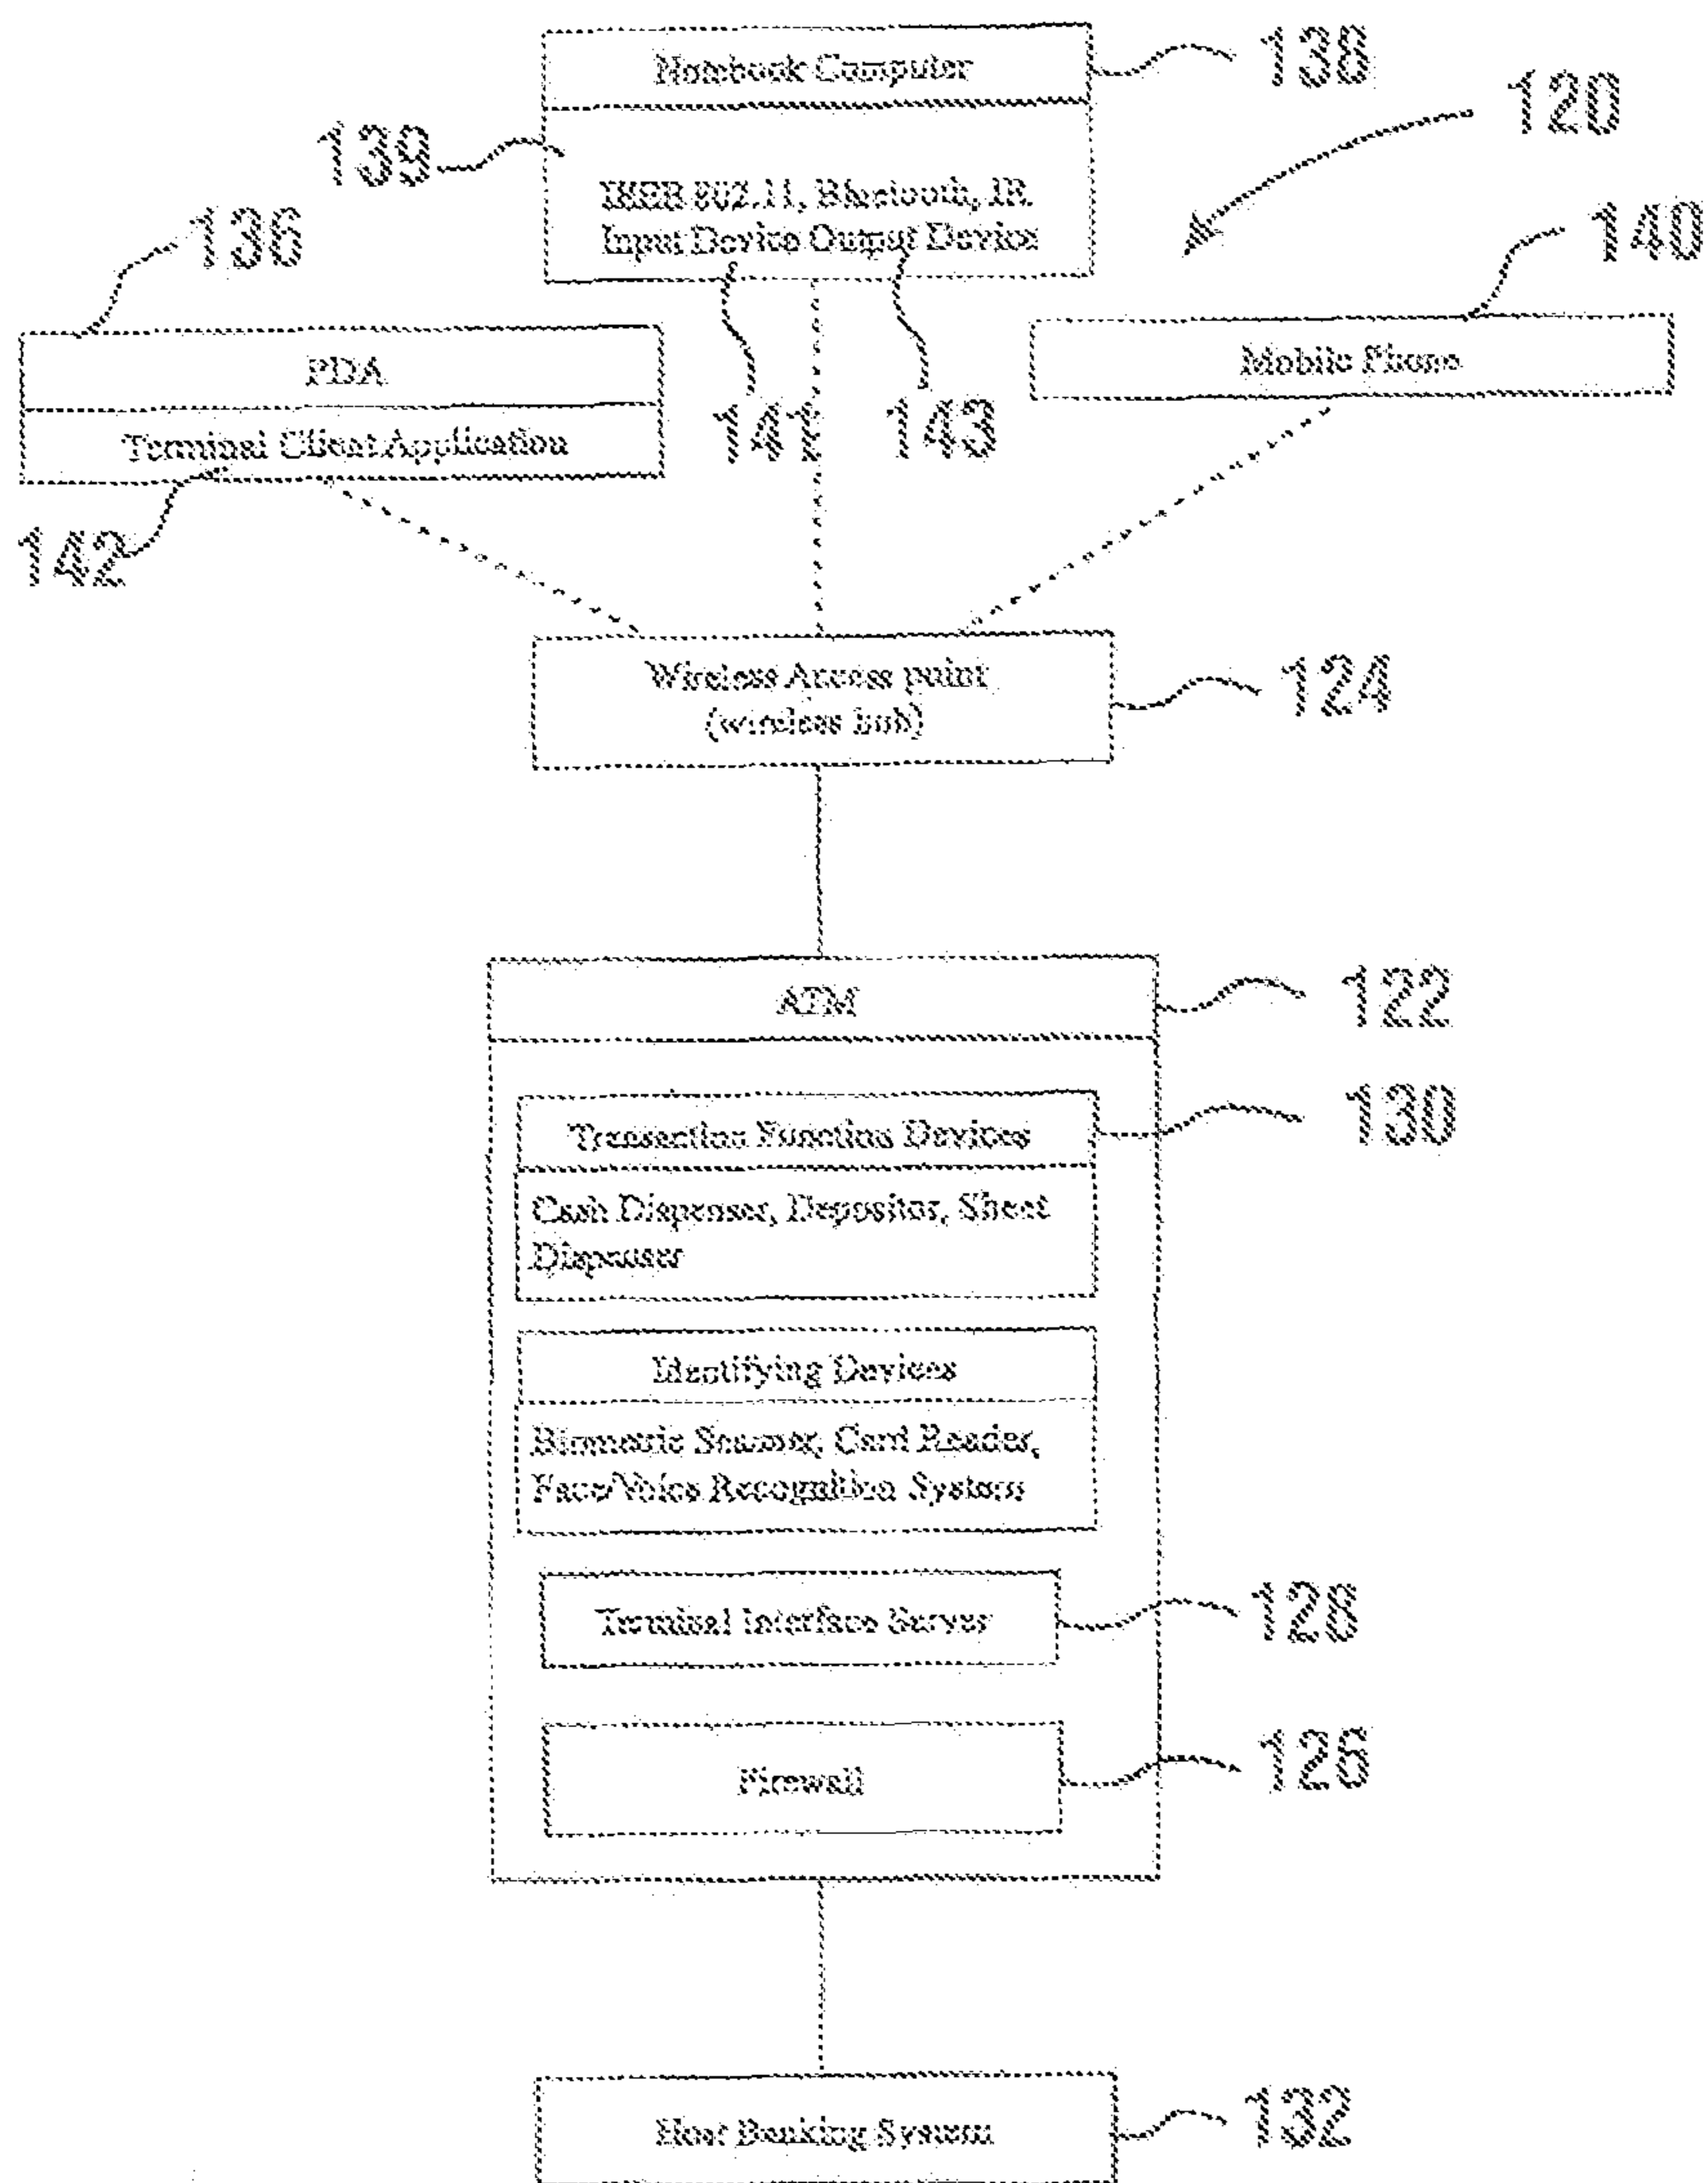 Notebook Computer
138
120
139
IEEE 802.11, Bluetooth, IR
Input Device Output Device
136
140
PDA
Mobile Phone
141
143
Terminal Client Application
142
Wireless Access point
(wireless hub)
124
ATM
122
Transaction Function Devices
130
Cash Dispenser, Depositor, Sheet
Dispenser
Identifying Devices
Biometric Scanner, Card Reader,
Face/Voice Recognition System
Terminal Interface Server
128
Firewall
126
Host Banking System
132